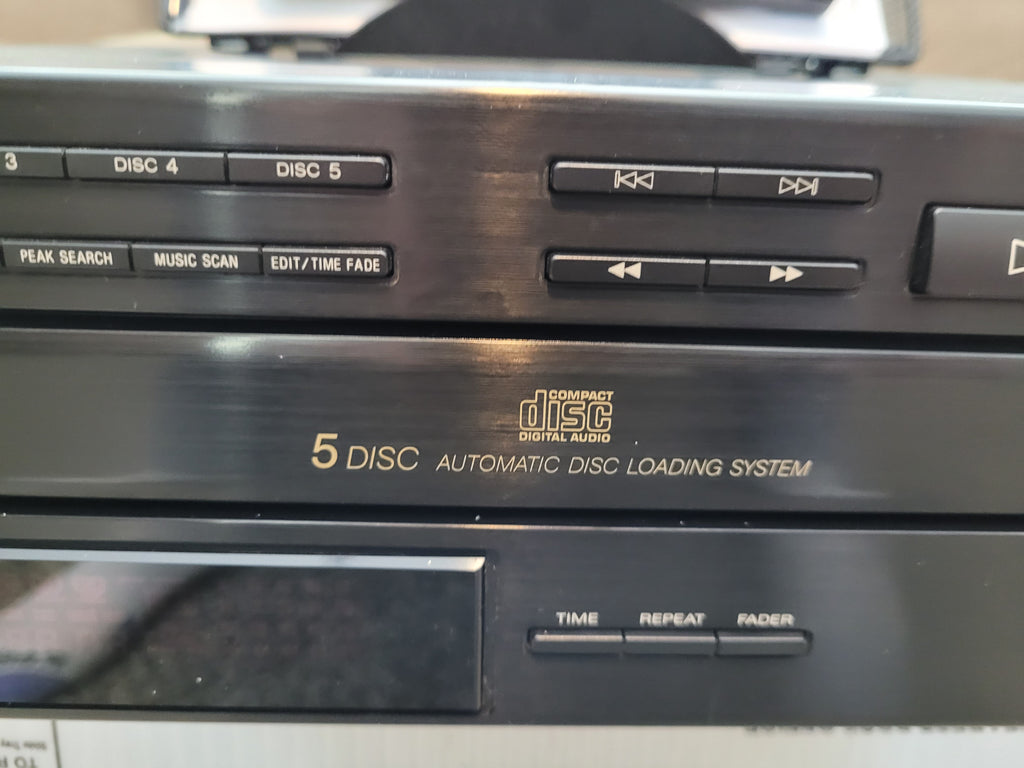 3 DISC 4 DISC 5
PEAK SEARCH MUSIC SCAN EDIT/TIME FADE
COMPACT
disc
DIGITAL AUDIO
5 DISC AUTOMATIC DISC LOADING SYSTEM
TIME REPEAT FADER